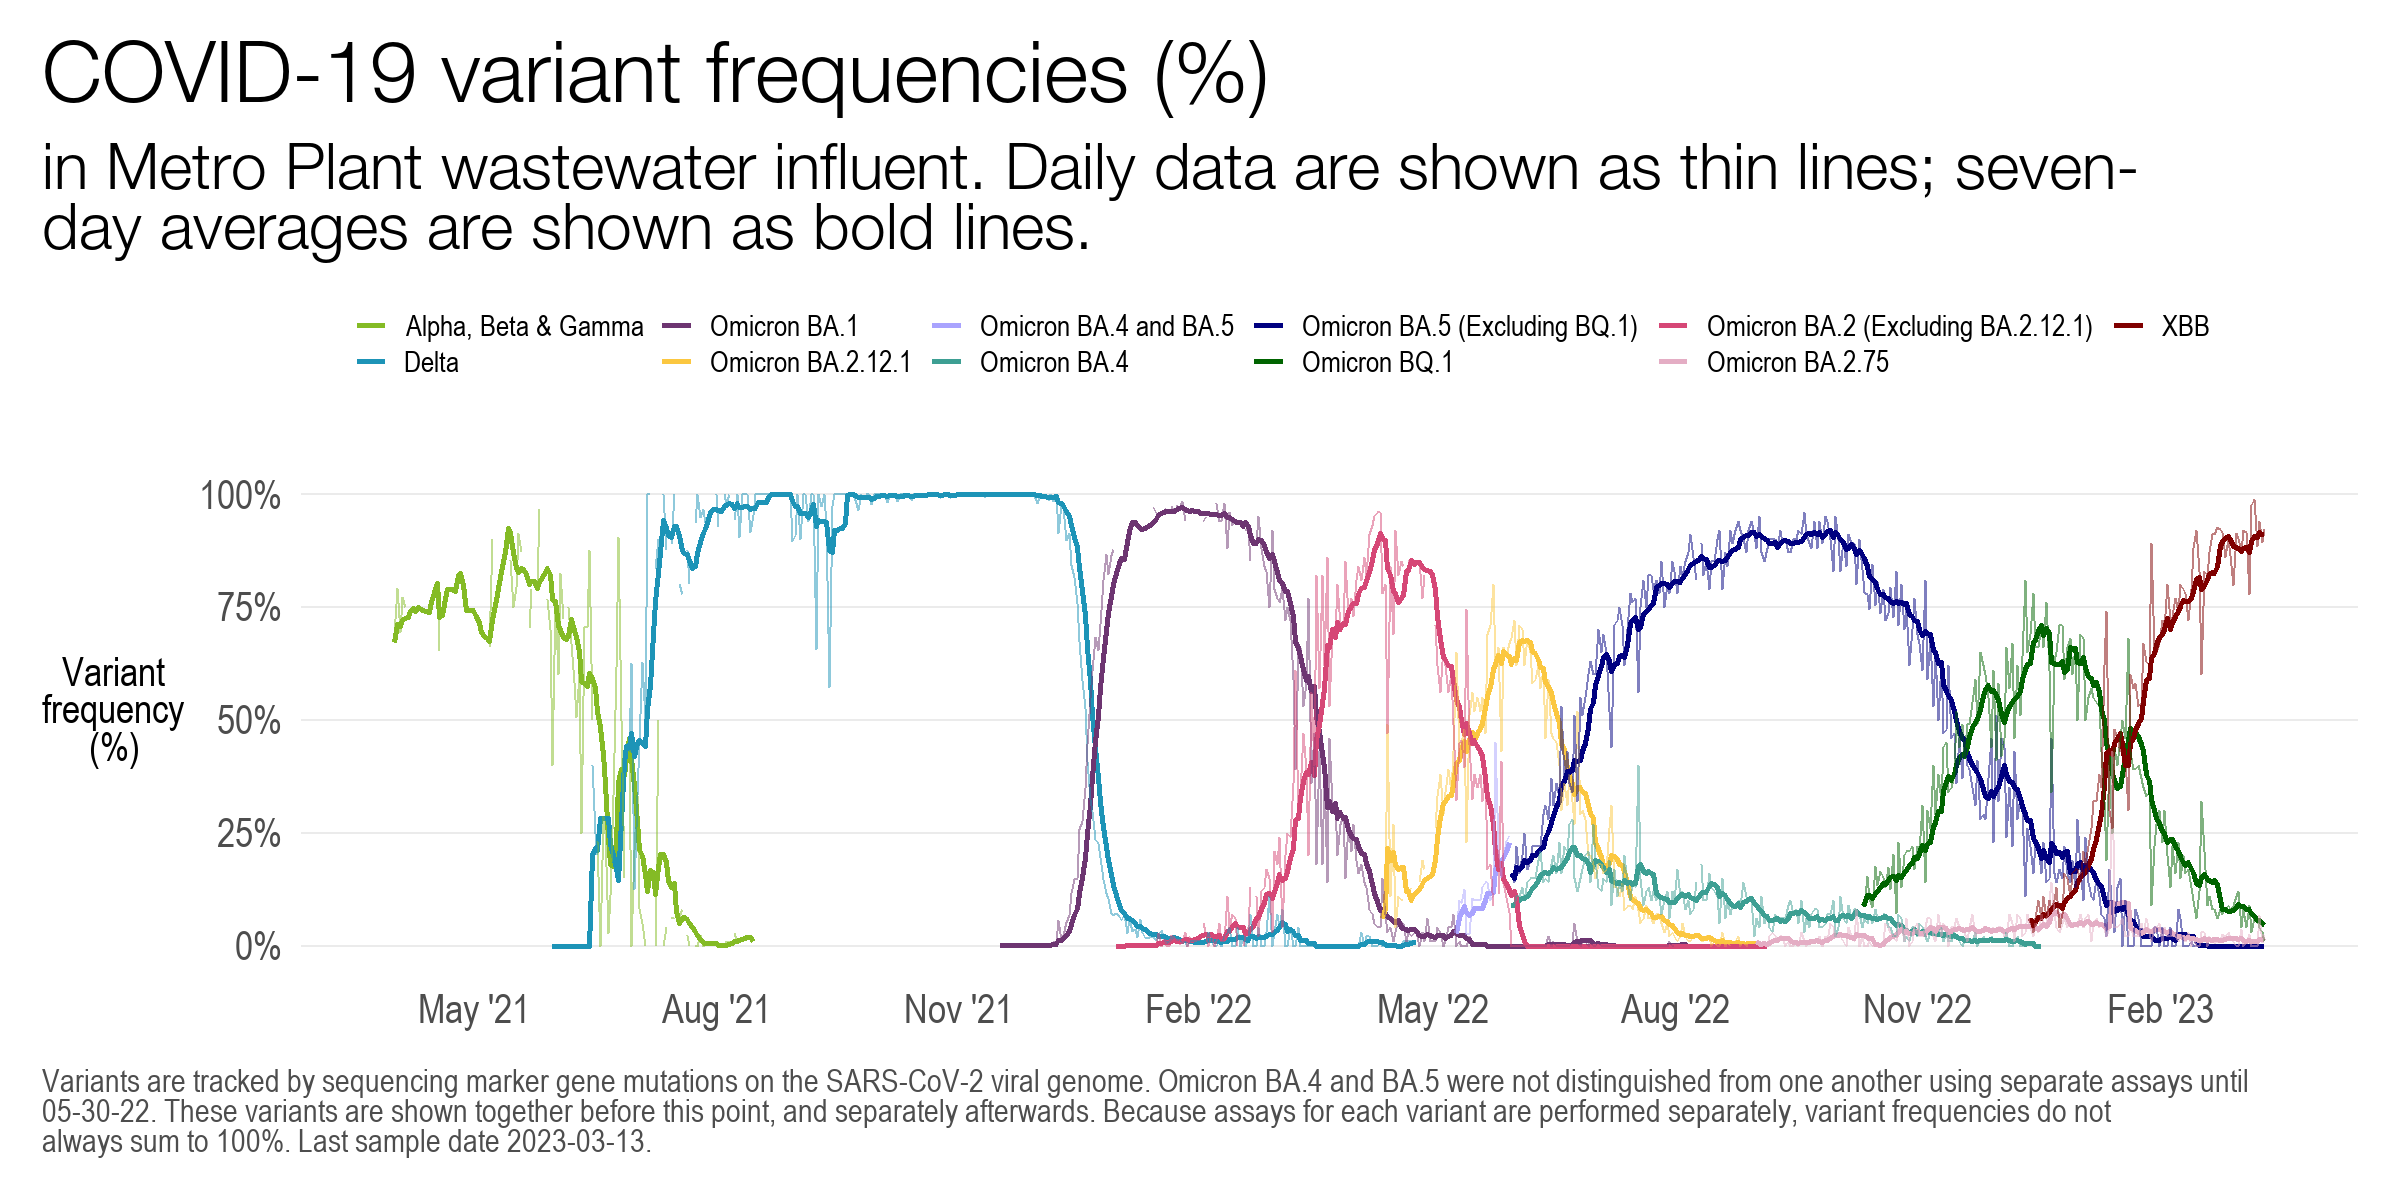 COVID-19 variant frequencies (%)
in Metro Plant wastewater influent. Daily data are shown as thin lines; seven-
day averages are shown as bold lines.
Alpha, Beta & Gamma
Omicron BA.1
Omicron BA.4 and BA.5
Omicron BA.5 (Excluding BQ.1)
Omicron BA.2 (Excluding BA.2.12.1)
XBB
Delta
Omicron BA.2.12.1
Omicron BA.4
Omicron BQ.1
Omicron BA.2.75
100%
75%
Variant
frequency
(%)
50%
25%
0%
May '21
Aug '21
Nov '21
Feb '22
May '22
Aug '22
Nov '22
Feb '23
Variants are tracked by sequencing marker gene mutations on the SARS-CoV-2 viral genome. Omicron BA.4 and BA.5 were not distinguished from one another using separate assays until
05-30-22. These variants are shown together before this point, and separately afterwards. Because assays for each variant are performed separately, variant frequencies do not
always sum to 100%. Last sample date 2023-03-13.